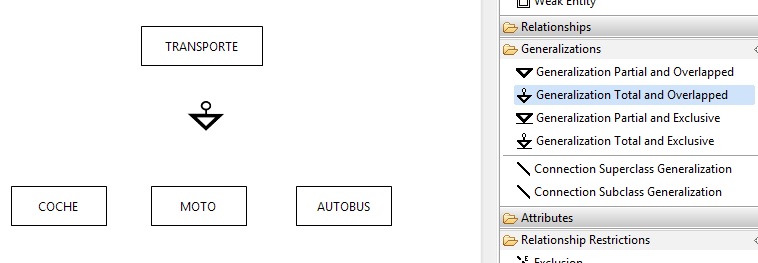 Weak Entity
Relationships
Generalizations
Generalization Partial and Overlapped
Generalization Total and Overlapped
Generalization Partial and Exclusive
Generalization Total and Exclusive
Connection Superclass Generalization
Connection Subclass Generalization
Attributes
Relationship Restrictions
Exclusion
TRANSPORTE
COCHE
MOTO
AUTOBUS